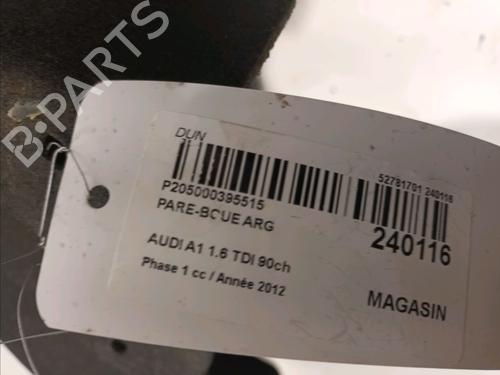 B-PARTS
DUN
52781701 240116
P205000395515
PARE-BOUE ARG
240116
AUDI A1 1.6 TDI 90ch
Phase 1 cc / Année 2012
MAGASIN